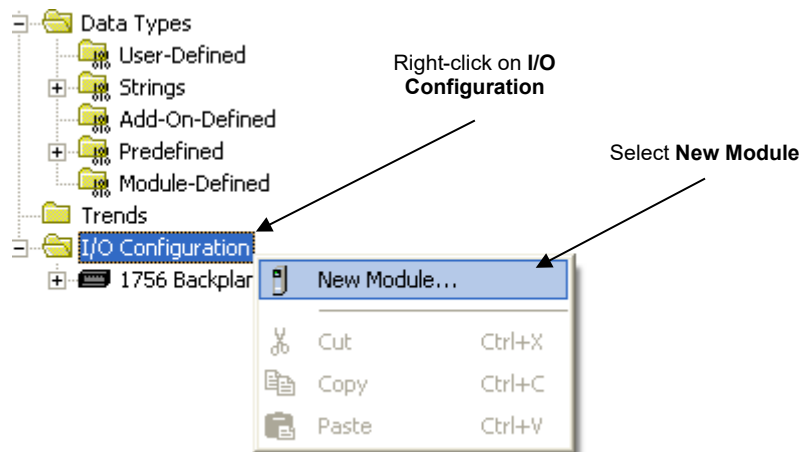 Data Types
User-Defined
Right-click on I/O
Configuration
Strings
Add-On-Defined
Predefined
Select New Module
Module-Defined
Trends
I/O Configuration
1756 Backplan
New Module...
Cut Ctrl+X
Copy Ctrl+C
Paste Ctrl+V